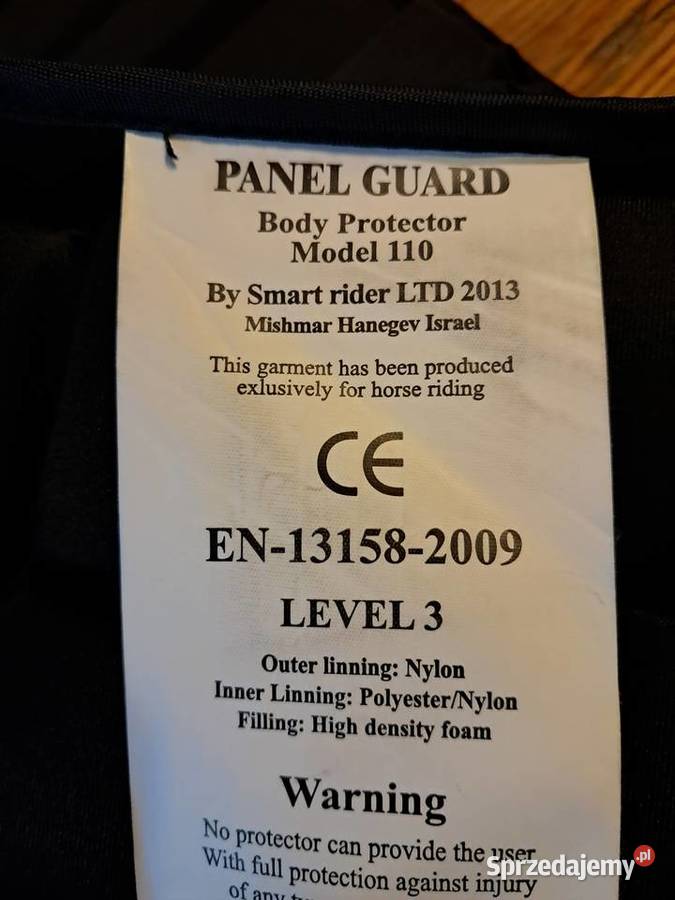 PANEL GUARD
Body Protector
Model 110
By Smart rider LTD 2013
Mishmar Hanegev Israel
This garment has been produced
exlusively for horse riding
CE
EN-13158-2009
LEVEL 3
Outer linning: Nylon
Inner Linning: Polyester/Nylon
Filling: High density foam
Warning
No protector can provide the user
With full protection against injury
of any
Sprzedajemy.pl